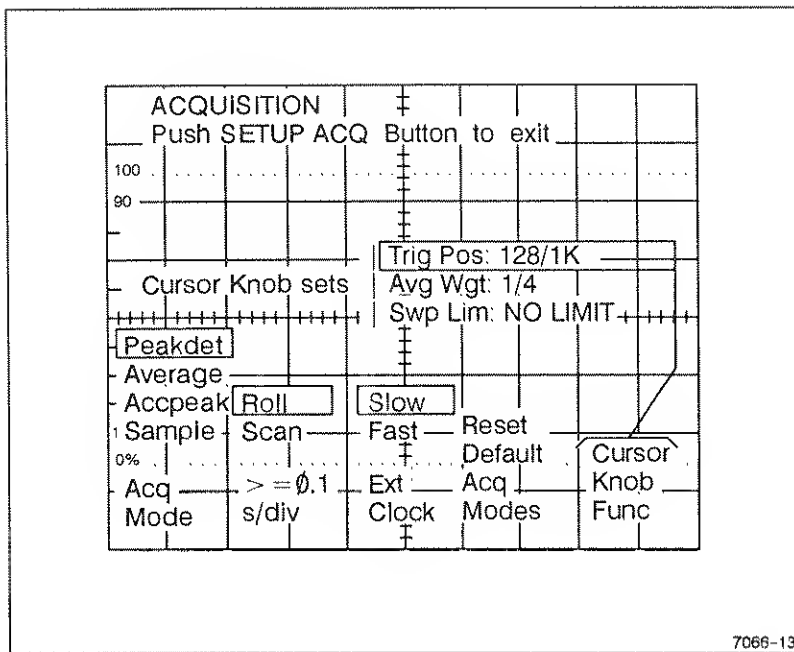 ACQUISITION
Push SETUP ACQ Button to exit
100
90
Cursor Knob sets
Trig Pos: 128/1K
Avg Wgt: 1/4
Swp Lim: NO LIMIT
Peakdet
Average
Accpeak
Sample
Roll
Scan
Slow
Fast
Reset
Default
0%
Acq
Mode
> =0.1
s/div
Ext
Clock
Acq
Modes
Cursor
Knob
Func
7066-13